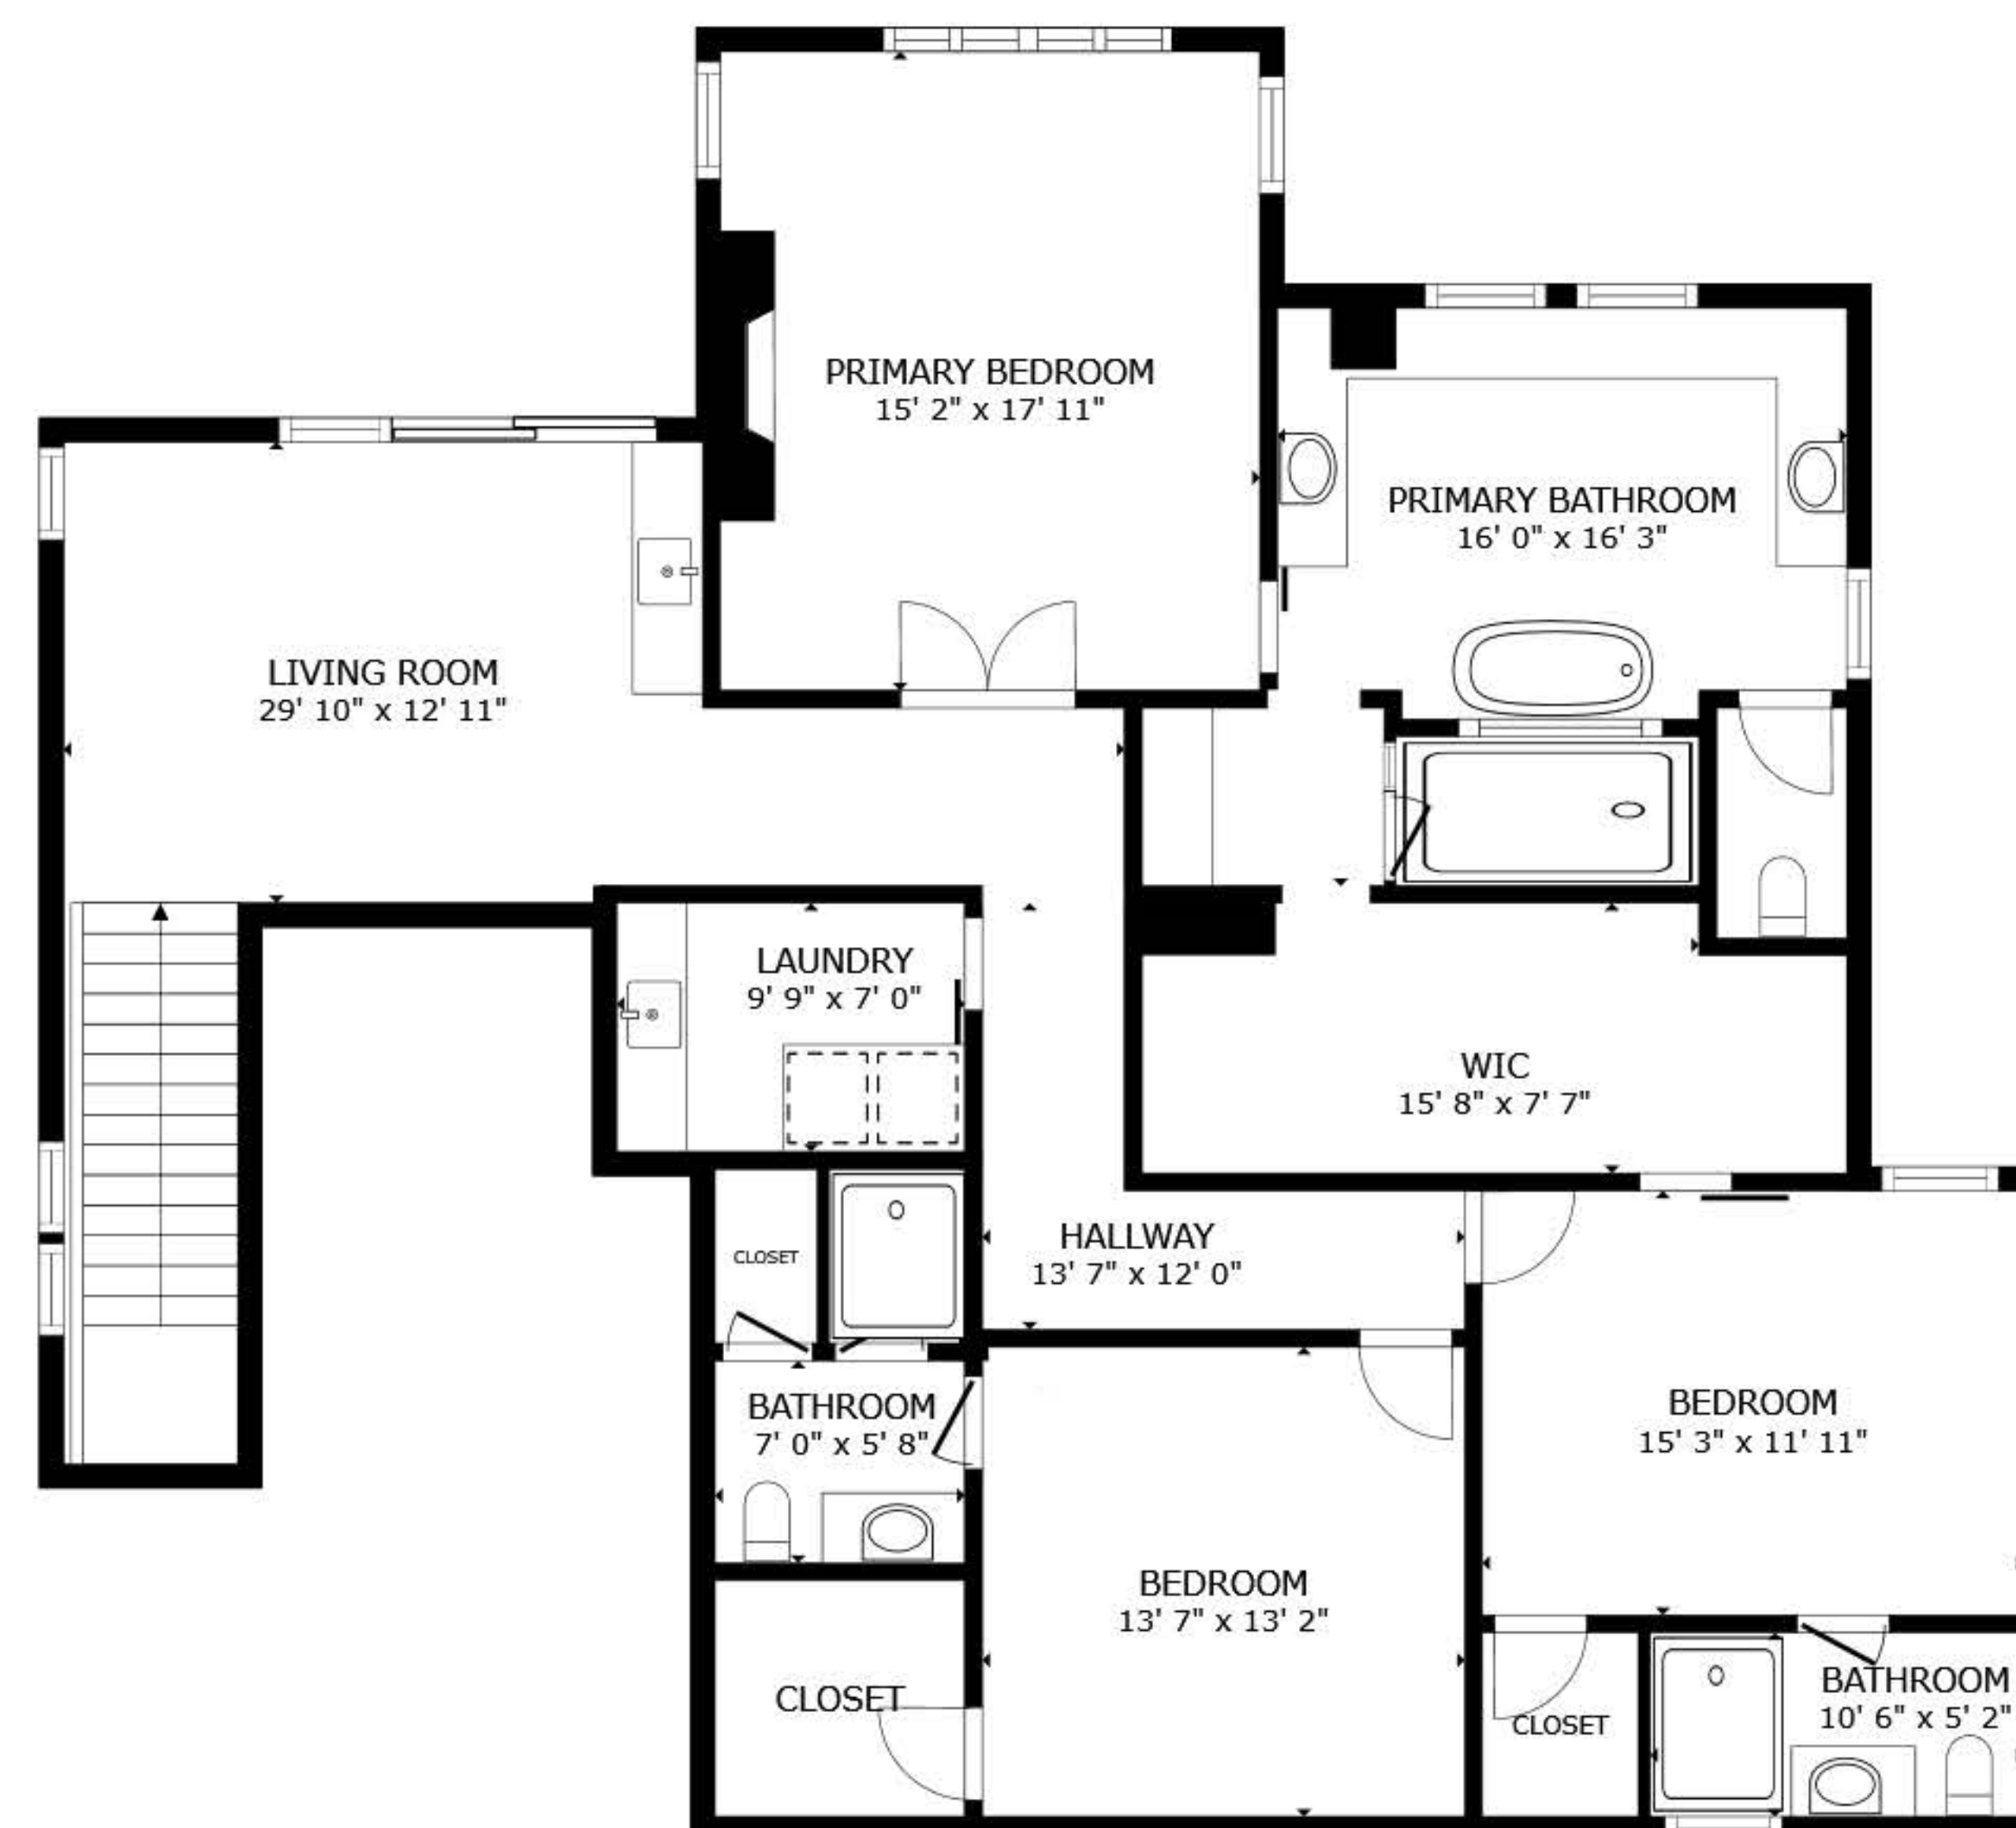 PRIMARY BEDROOM
15' 2" x 17' 11"
PRIMARY BATHROOM
16' 0" x 16' 3"
LIVING ROOM
29' 10" x 12' 11"
LAUNDRY
9' 9" x 7' 0"
WIC
15' 8" x 7' 7"
HALLWAY
13' 7" x 12' 0"
CLOSET
BATHROOM
7' 0" x 5' 8"
BEDROOM
15' 3" x 11' 11"
BEDROOM
13' 7" x 13' 2"
CLOSET
CLOSET
BATHROOM
10' 6" x 5' 2"